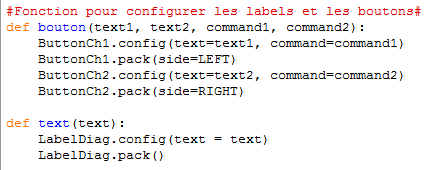 #Fonction pour configurer les labels et les boutons#
def bouton(text1, text2, command1, command2):
    ButtonCh1.config(text=text1, command=command1)
    ButtonCh1.pack(side=LEFT)
    ButtonCh2.config(text=text2, command=command2)
    ButtonCh2.pack(side=RIGHT)

def text(text):
    LabelDiag.config(text = text)
    LabelDiag.pack()